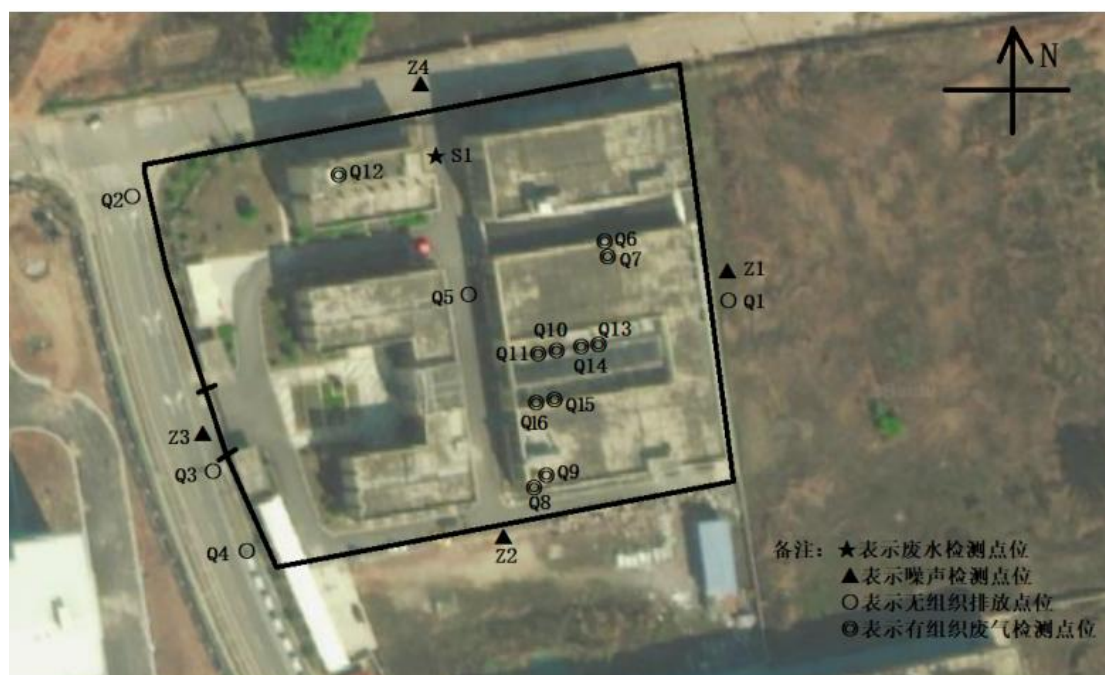 Z4
N
★ S1
Q12
Q2
Q6
Q7
Z1
Q5
Q1
Q10
Q13
Q11
Q14
Q15
Q16
Z3
Q3
Q9
Q8
Q4
Z2
备注：★表示废水检测点位
▲表示噪声检测点位
○表示无组织排放点位
◎表示有组织废气检测点位